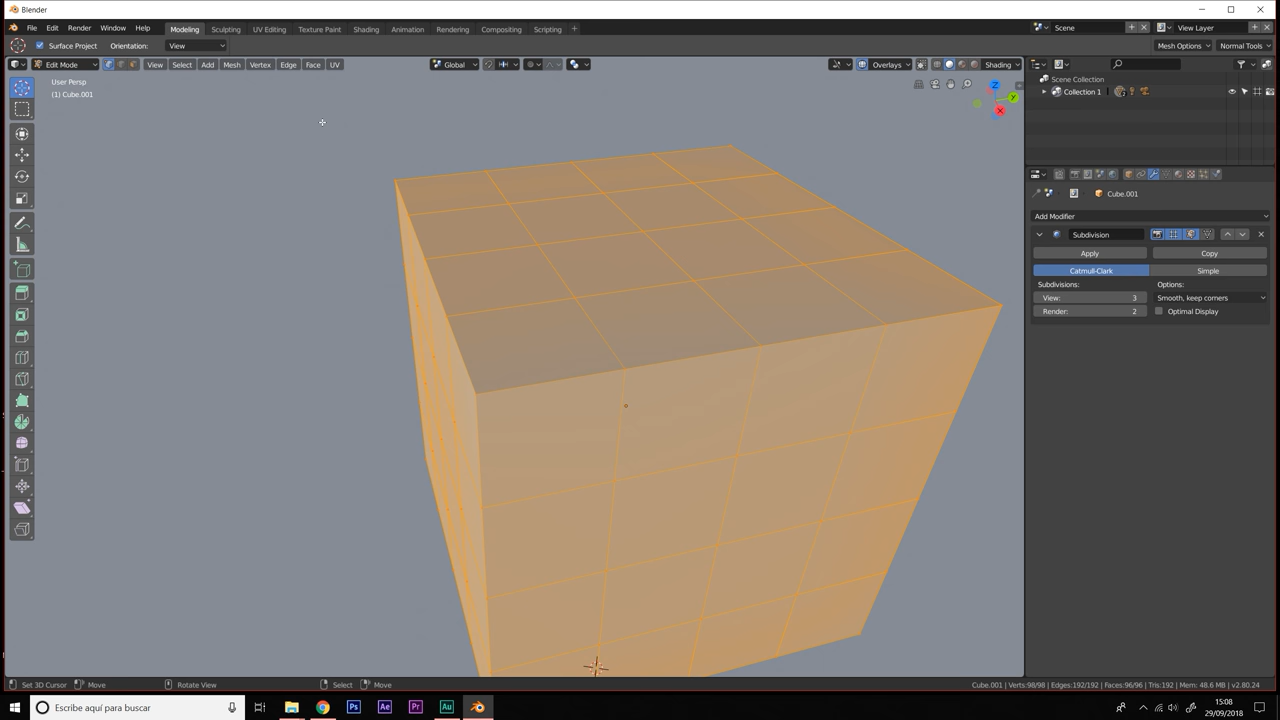 Blender
File Edit Render Window Help
Modeling Sculpting UV Editing Texture Paint Shading Animation Rendering Compositing Scripting +
Scene
View Layer
Surface Project Orientation: View
Mesh Options Normal Tools
Edit Mode View Select Add Mesh Vertex Edge Face UV Global Overlays Shading
User Persp
(1) Cube.001
Scene Collection
Collection 1
Cube.001
Add Modifier
Subdivision
Apply Copy
Catmull-Clark Simple
Subdivisions: Options:
View: 3 Smooth, keep corners
Render: 2 Optimal Display
Set 3D Cursor Move Rotate View Select Move
Cube.001 | Verts:98/98 | Edges:192/192 | Faces:96/96 | Tris:192 | Mem: 48.6 MB | v2.80.24
Escribe aquí para buscar
Ps Ae Pr Au
15:08
29/09/2018